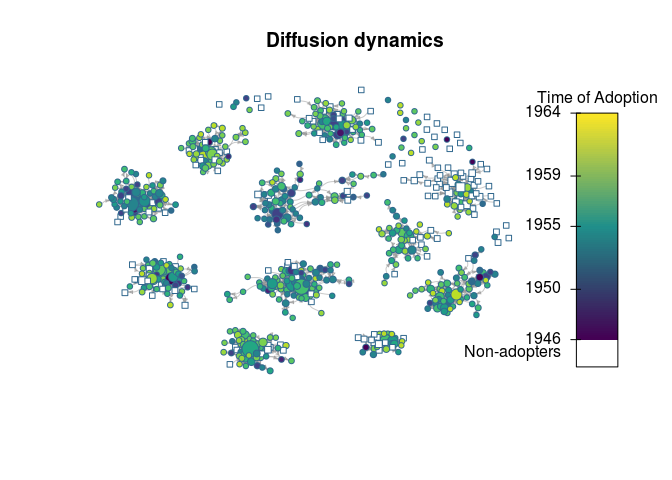 Diffusion dynamics
Time of Adoption
1964
1959
1955
1950
1946
Non-adopters